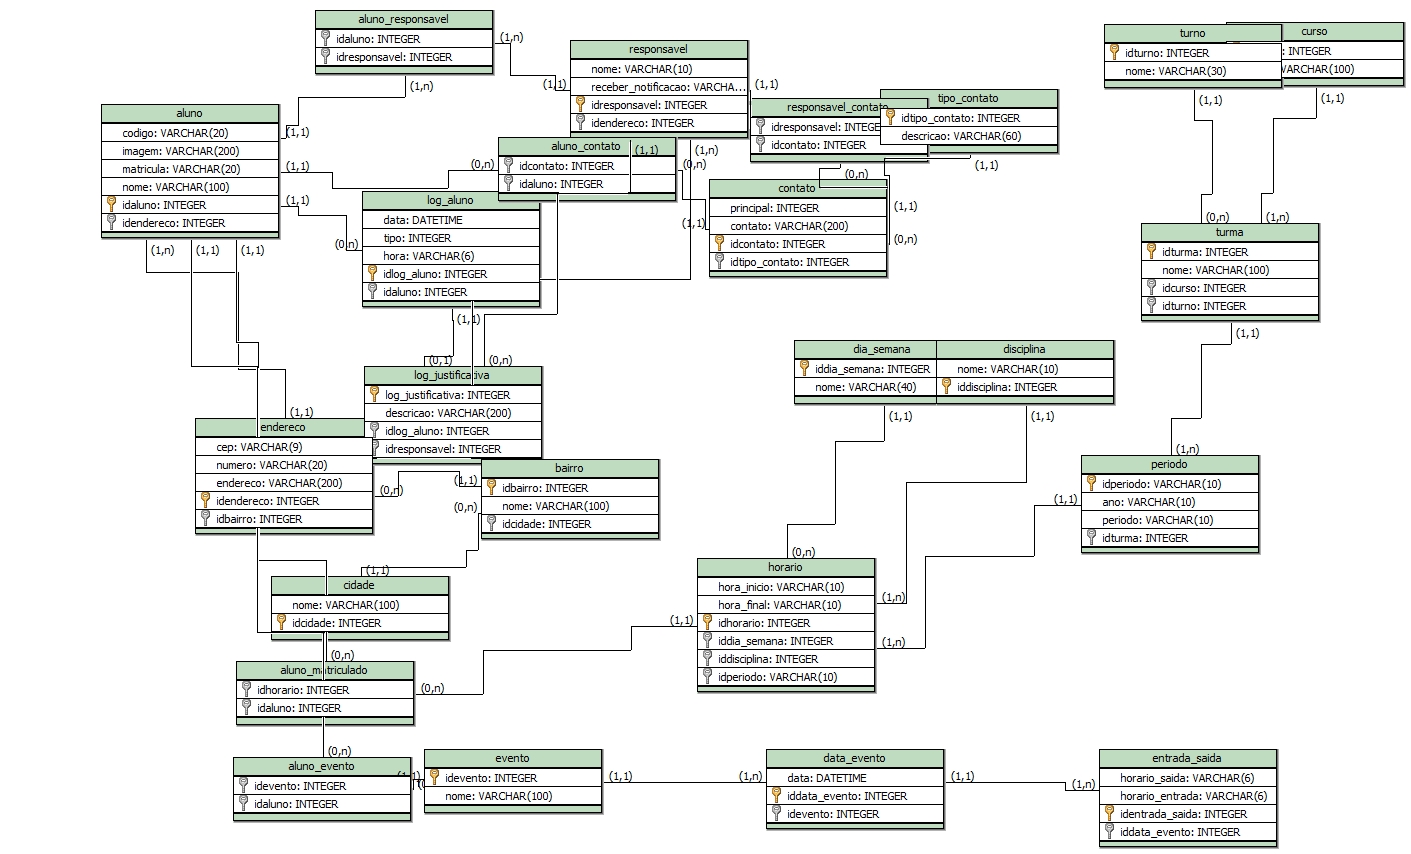 aluno_responsavel
idaluno: INTEGER
idresponsavel: INTEGER
(1,n)
(1,n)
responsavel
nome: VARCHAR(10)
receber_notificacao: VARCHA...
idresponsavel: INTEGER
idendereco: INTEGER
(1,1)
(1,1)
(1,n)
turno
idturno: INTEGER
nome: VARCHAR(30)
(1,1)
curso
: INTEGER
VARCHAR(100)
(1,1)
aluno
codigo: VARCHAR(20)
imagem: VARCHAR(200)
matricula: VARCHAR(20)
nome: VARCHAR(100)
idaluno: INTEGER
idendereco: INTEGER
(1,1)
(1,1)
(1,1)
(1,n)
(1,1)
(1,1)
responsavel_contato
idresponsavel: INTE
idcontato: INTEGER
(0,n)
(0,n)
tipo_contato
idtipo_contato: INTEGER
descricao: VARCHAR(60)
(1,1)
aluno_contato
(1,1)
idcontato: INTEGER
idaluno: INTEGER
(0,n)
contato
principal: INTEGER
contato: VARCHAR(200)
idcontato: INTEGER
idtipo_contato: INTEGER
(1,1)
(1,1)
(0,n)
log_aluno
data: DATETIME
tipo: INTEGER
hora: VARCHAR(6)
idlog_aluno: INTEGER
idaluno: INTEGER
(0,n)
(1,1)
(0,n)
(1,n)
turma
idturma: INTEGER
nome: VARCHAR(100)
idcurso: INTEGER
idturno: INTEGER
(1,1)
(0,1)
(0,n)
log_justificativa
log_justificativa: INTEGER
descricao: VARCHAR(200)
idlog_aluno: INTEGER
idresponsavel: INTEGER
dia_semana
iddia_semana: INTEGER
nome: VARCHAR(40)
(1,1)
disciplina
nome: VARCHAR(10)
iddisciplina: INTEGER
(1,1)
(1,1)
endereco
cep: VARCHAR(9)
numero: VARCHAR(20)
endereco: VARCHAR(200)
idendereco: INTEGER
idbairro: INTEGER
(0,n)
(1,1)
(0,n)
bairro
idbairro: INTEGER
nome: VARCHAR(100)
idcidade: INTEGER
(1,n)
periodo
idperiodo: VARCHAR(10)
ano: VARCHAR(10)
periodo: VARCHAR(10)
idturma: INTEGER
(1,1)
(1,1)
cidade
nome: VARCHAR(100)
idcidade: INTEGER
(0,n)
horario
hora_inicio: VARCHAR(10)
hora_final: VARCHAR(10)
idhorario: INTEGER
iddia_semana: INTEGER
iddisciplina: INTEGER
idperiodo: VARCHAR(10)
(1,n)
(1,n)
(1,1)
(0,n)
aluno_matriculado
idhorario: INTEGER
idaluno: INTEGER
(0,n)
(0,n)
aluno_evento
idevento: INTEGER
idaluno: INTEGER
evento
idevento: INTEGER
nome: VARCHAR(100)
(1,1)
(1,n)
data_evento
data: DATETIME
iddata_evento: INTEGER
idevento: INTEGER
(1,1)
(1,n)
entrada_saida
horario_saida: VARCHAR(6)
horario_entrada: VARCHAR(6)
identrada_saida: INTEGER
iddata_evento: INTEGER